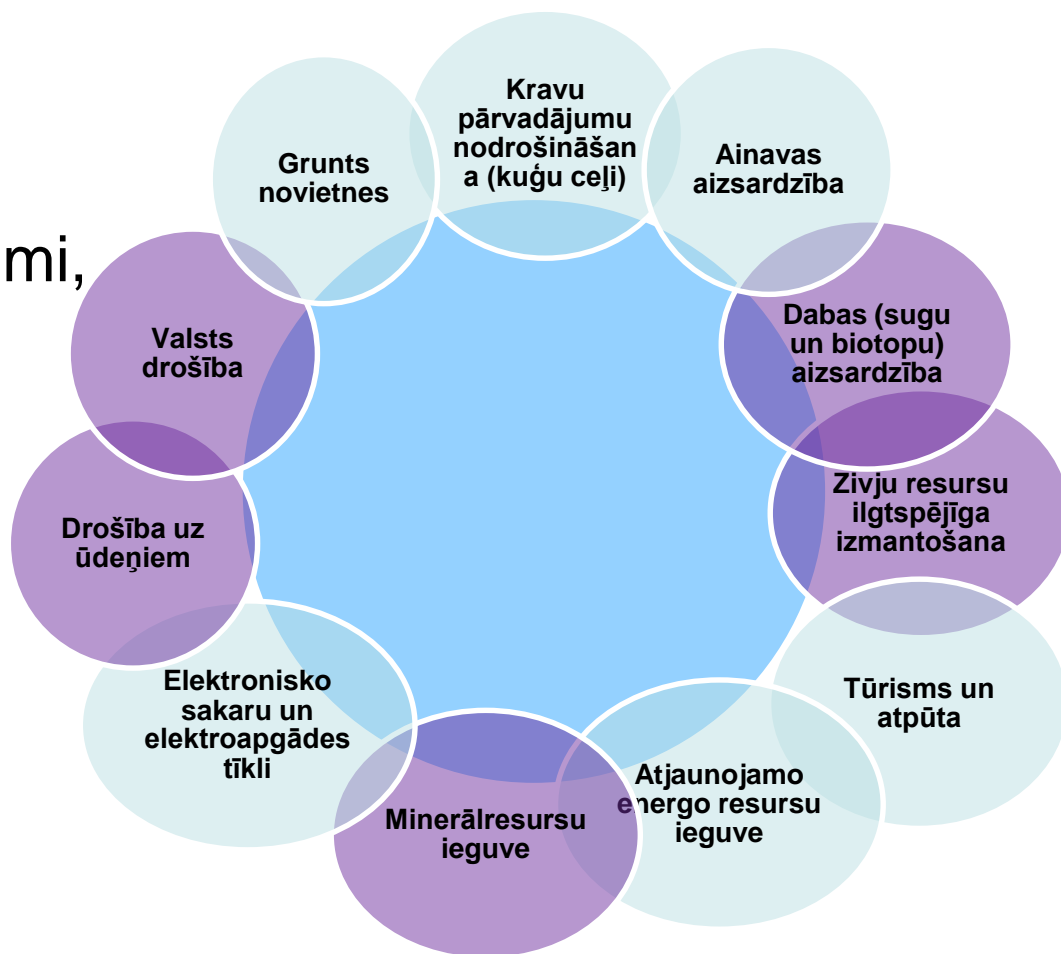 Kravu
pārvadājumu
nodrošināšan
a (kuģu ceļi)
Grunts
novietnes
Ainavas
aizsardzība
mi,
Valsts
drošība
Dabas (sugu
un biotopu)
aizsardzība
Zivju resursu
ilgtspējīga
izmantošana
Drošība uz
ūdeņiem
Elektronisko
sakaru un
elektroapgādes
tīkli
Tūrisms un
atpūta
Atjaunojamo
energo resursu
ieguve
Minerālresursu
ieguve